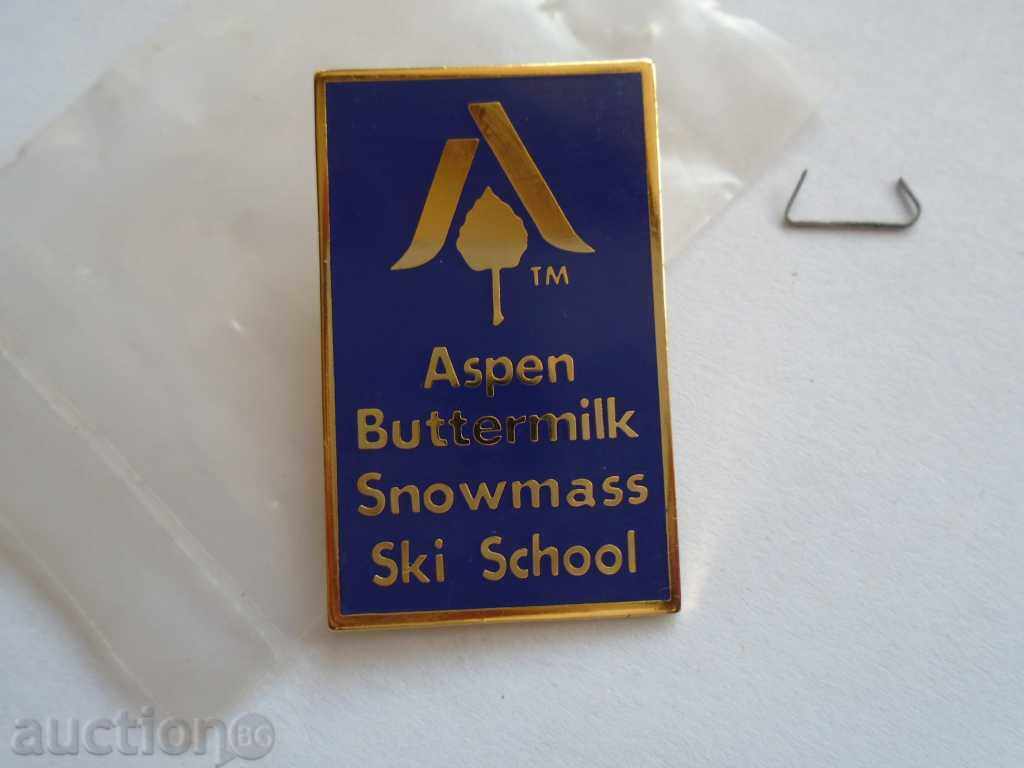 TM
Aspen
Buttermilk
Snowmass
Ski School
auction BG